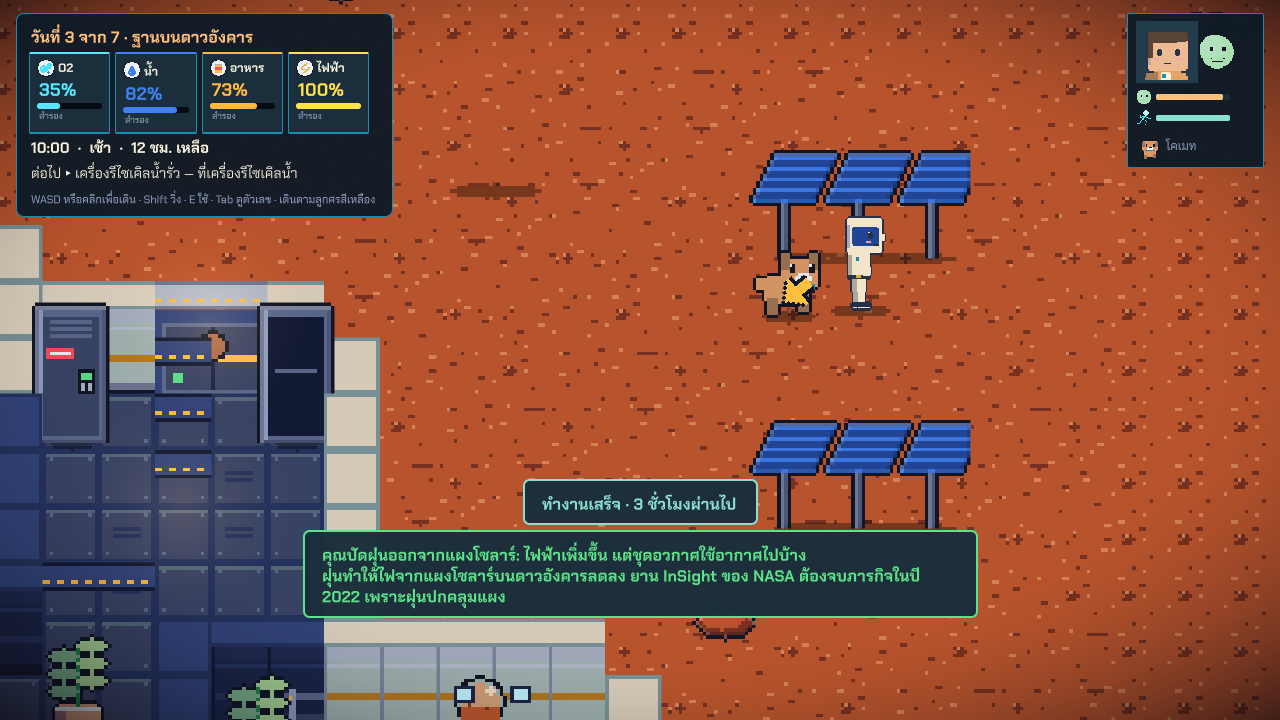 วันที่ 3 จาก 7 · ฐานบนดาวอังคาร
O2
35%
สำรอง
น้ำ
82%
สำรอง
อาหาร
73%
สำรอง
ไฟฟ้า
100%
สำรอง
10:00 · เช้า · 12 ชม. เหลือ
ต่อไป ▸ เครื่องรีไซเคิลน้ำรั่ว — ที่เครื่องรีไซเคิลน้ำ
WASD หรือคลิกเพื่อเดิน · Shift วิ่ง · E ใช้ · Tab ดูตัวเลข · เดินตามลูกศรสีเหลือง
โคเมท
ทำงานเสร็จ · 3 ชั่วโมงผ่านไป
คุณปัดฝุ่นออกจากแผงโซลาร์: ไฟฟ้าเพิ่มขึ้น แต่ชุดอวกาศใช้อากาศไปบ้าง
ฝุ่นทำให้ไฟจากแผงโซลาร์บนดาวอังคารลดลง ยาน InSight ของ NASA ต้องจบภารกิจในปี
2022 เพราะฝุ่นปกคลุมแผง